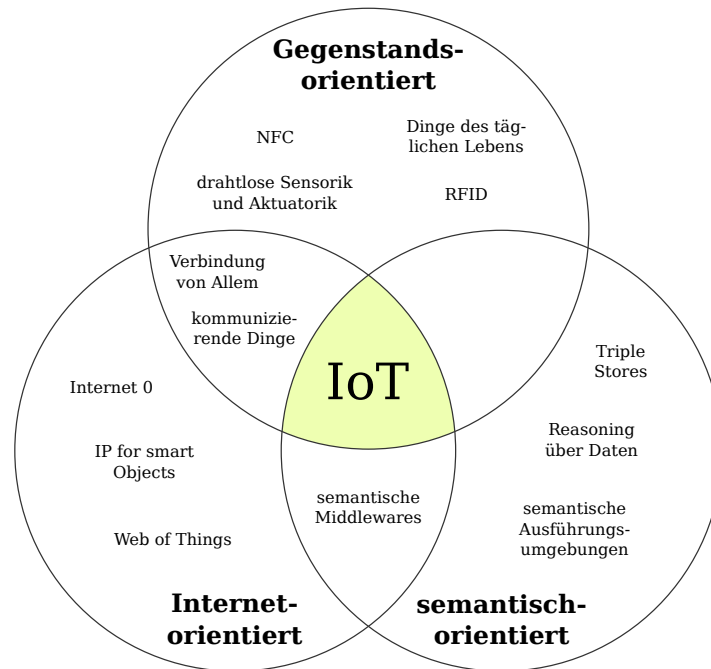 Gegenstands-
orientiert
NFC
Dinge des täg-
lichen Lebens
drahtlose Sensorik
und Aktuatorik
RFID
Verbindung
von Allem
kommunizie-
rende Dinge
IoT
Triple
Stores
Internet 0
Reasoning
über Daten
IP for smart
Objects
semantische
Middlewares
semantische
Ausführungs-
umgebungen
Web of Things
Internet-
orientiert
semantisch-
orientiert